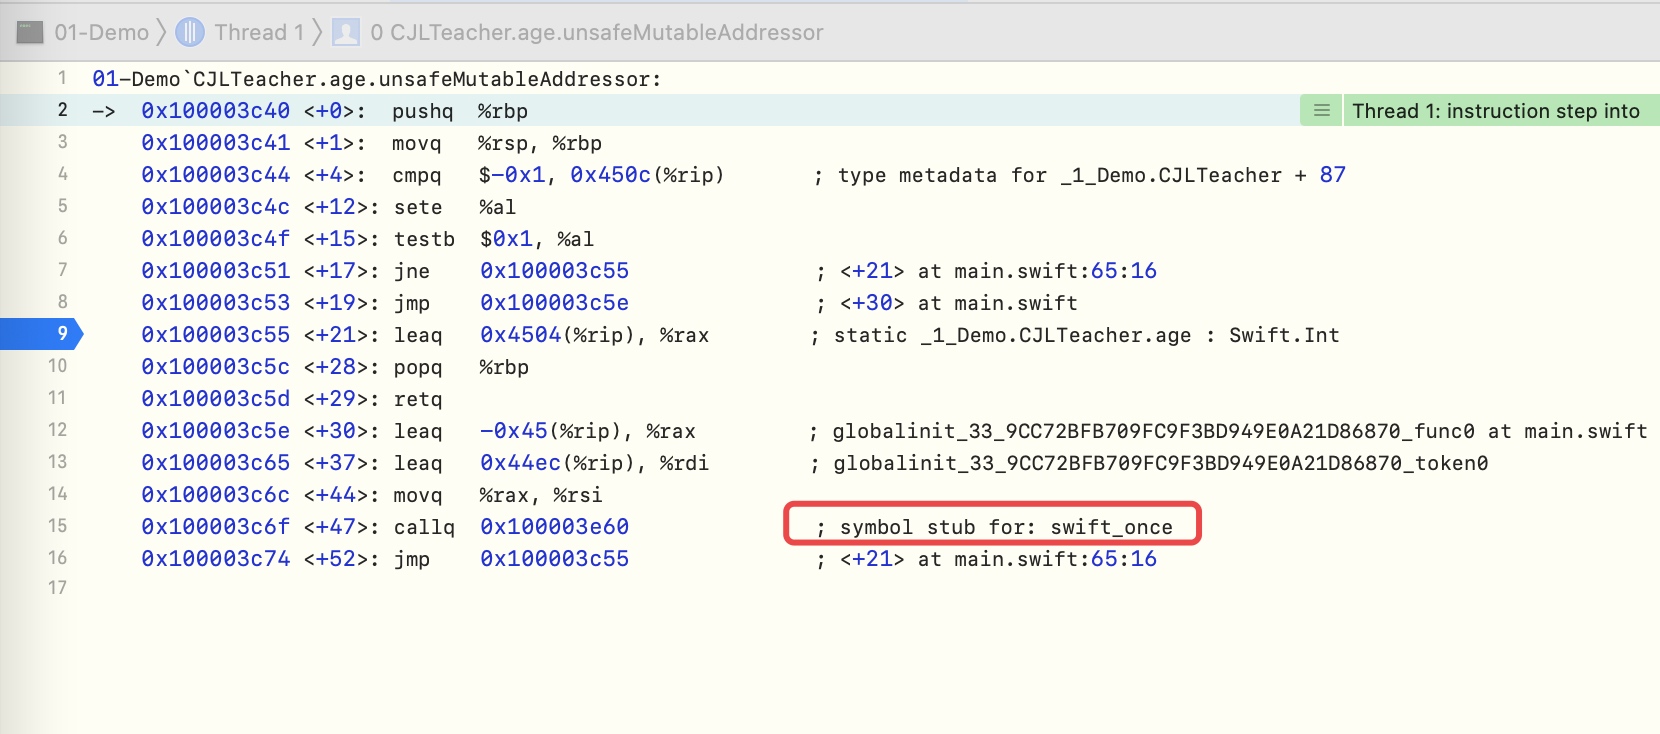 01-Demo 〉 Thread 1 〉 0 CJLTeacher.age.unsafeMutableAddressor
1 01-Demo`CJLTeacher.age.unsafeMutableAddressor:
2 -> 0x100003c40 <+0>: pushq %rbp Thread 1: instruction step into
3 0x100003c41 <+1>: movq %rsp, %rbp
4 0x100003c44 <+4>: cmpq $-0x1, 0x450c(%rip) ; type metadata for _1_Demo.CJLTeacher + 87
5 0x100003c4c <+12>: sete %al
6 0x100003c4f <+15>: testb $0x1, %al
7 0x100003c51 <+17>: jne 0x100003c55 ; <+21> at main.swift:65:16
8 0x100003c53 <+19>: jmp 0x100003c5e ; <+30> at main.swift
9 0x100003c55 <+21>: leaq 0x4504(%rip), %rax ; static _1_Demo.CJLTeacher.age : Swift.Int
10 0x100003c5c <+28>: popq %rbp
11 0x100003c5d <+29>: retq
12 0x100003c5e <+30>: leaq -0x45(%rip), %rax ; globalinit_33_9CC72BFB709FC9F3BD949E0A21D86870_func0 at main.swift
13 0x100003c65 <+37>: leaq 0x44ec(%rip), %rdi ; globalinit_33_9CC72BFB709FC9F3BD949E0A21D86870_token0
14 0x100003c6c <+44>: movq %rax, %rsi
15 0x100003c6f <+47>: callq 0x100003e60 ; symbol stub for: swift_once
16 0x100003c74 <+52>: jmp 0x100003c55 ; <+21> at main.swift:65:16
17